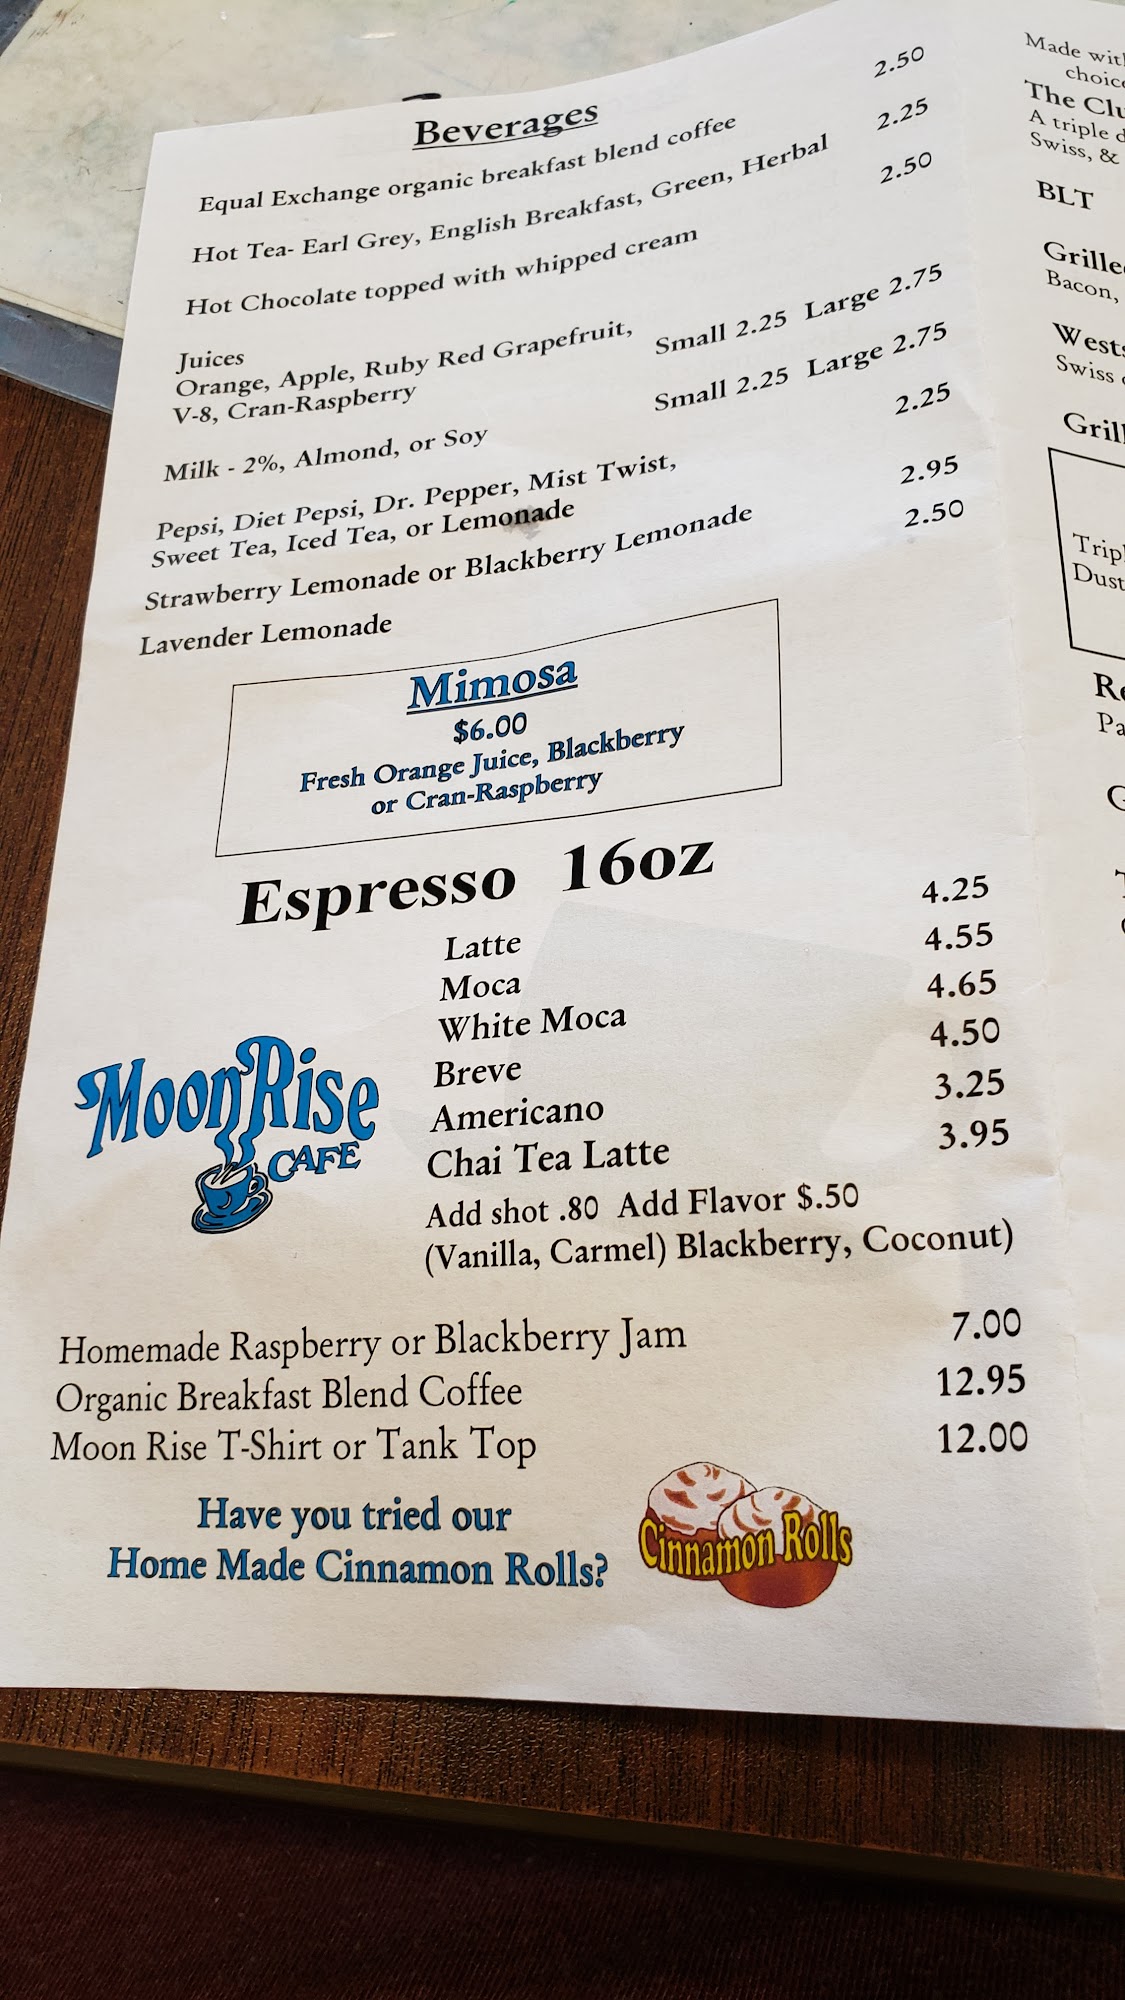 Beverages
Equal Exchange organic breakfast blend coffee 2.50
Hot Tea- Earl Grey, English Breakfast, Green, Herbal 2.25
Hot Chocolate topped with whipped cream 2.50
Juices
Orange, Apple, Ruby Red Grapefruit, Small 2.25 Large 2.75
V-8, Cran-Raspberry
Milk - 2%, Almond, or Soy Small 2.25 Large 2.75
Pepsi, Diet Pepsi, Dr. Pepper, Mist Twist, 2.25
Sweet Tea, Iced Tea, or Lemonade
Strawberry Lemonade or Blackberry Lemonade 2.95
Lavender Lemonade 2.50
Mimosa
$6.00
Fresh Orange Juice, Blackberry
or Cran-Raspberry
Espresso 16oz
Latte 4.25
Moca 4.55
White Moca 4.65
Breve 4.50
Americano 3.25
Chai Tea Latte 3.95
Add shot .80 Add Flavor $.50
(Vanilla, Carmel) Blackberry, Coconut)
MoonRise
CAFE
Homemade Raspberry or Blackberry Jam 7.00
Organic Breakfast Blend Coffee 12.95
Moon Rise T-Shirt or Tank Top 12.00
Have you tried our
Home Made Cinnamon Rolls?
Cinnamon Rolls
Made
The
A triple
Swiss, &
BLT
Bacon,
Swiss